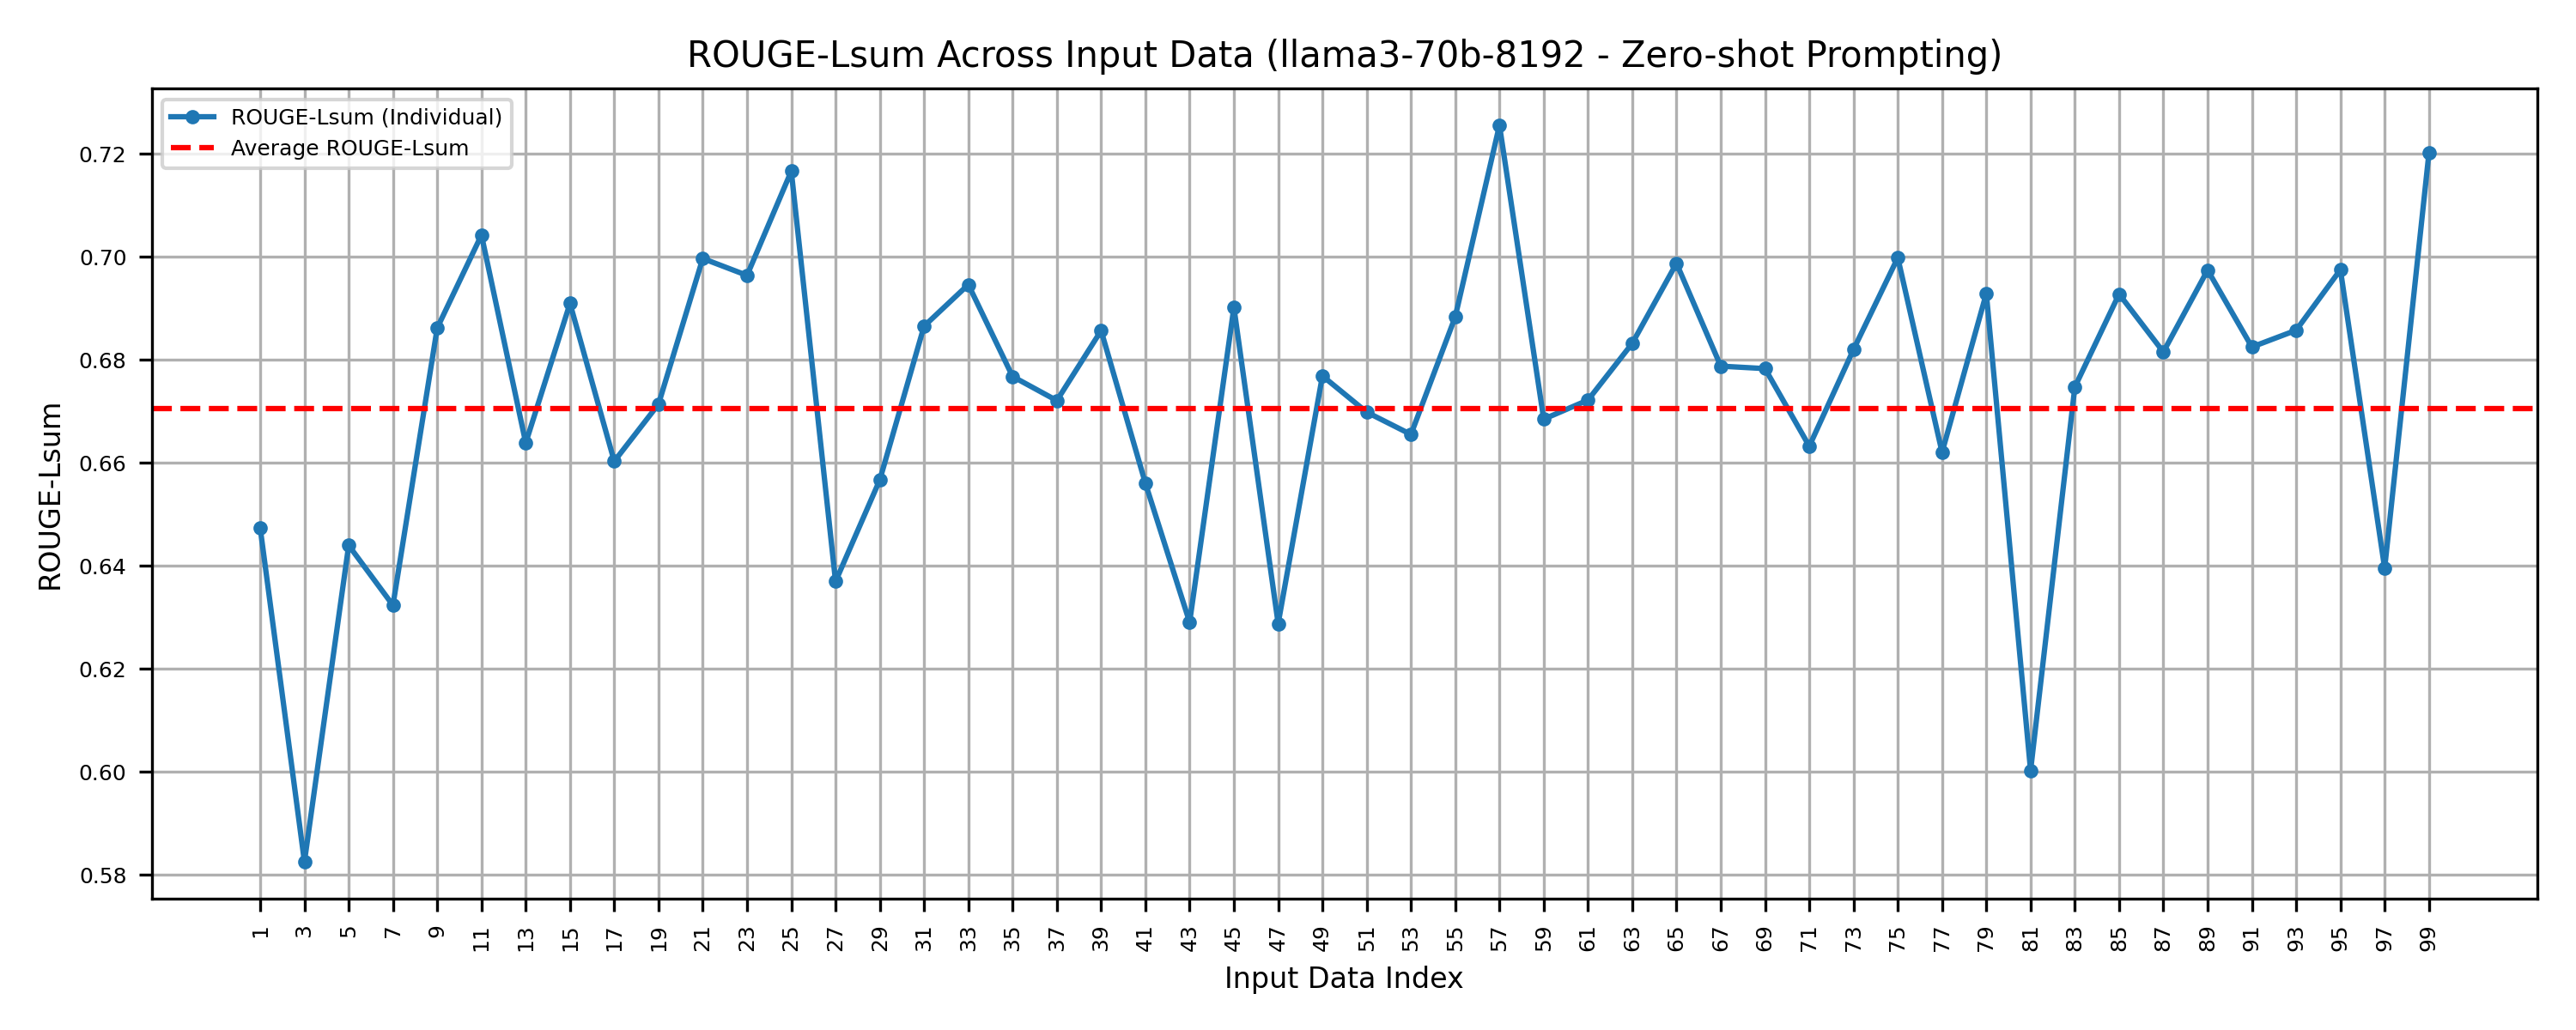 ROUGE-Lsum Across Input Data (llama3-70b-8192 - Zero-shot Prompting)
ROUGE-Lsum (Individual)
Average ROUGE-Lsum
ROUGE-Lsum
0.72
0.70
0.68
0.66
0.64
0.62
0.60
0.58
1 3 5 7 9 11 13 15 17 19 21 23 25 27 29 31 33 35 37 39 41 43 45 47 49 51 53 55 57 59 61 63 65 67 69 71 73 75 77 79 81 83 85 87 89 91 93 95 97 99
Input Data Index